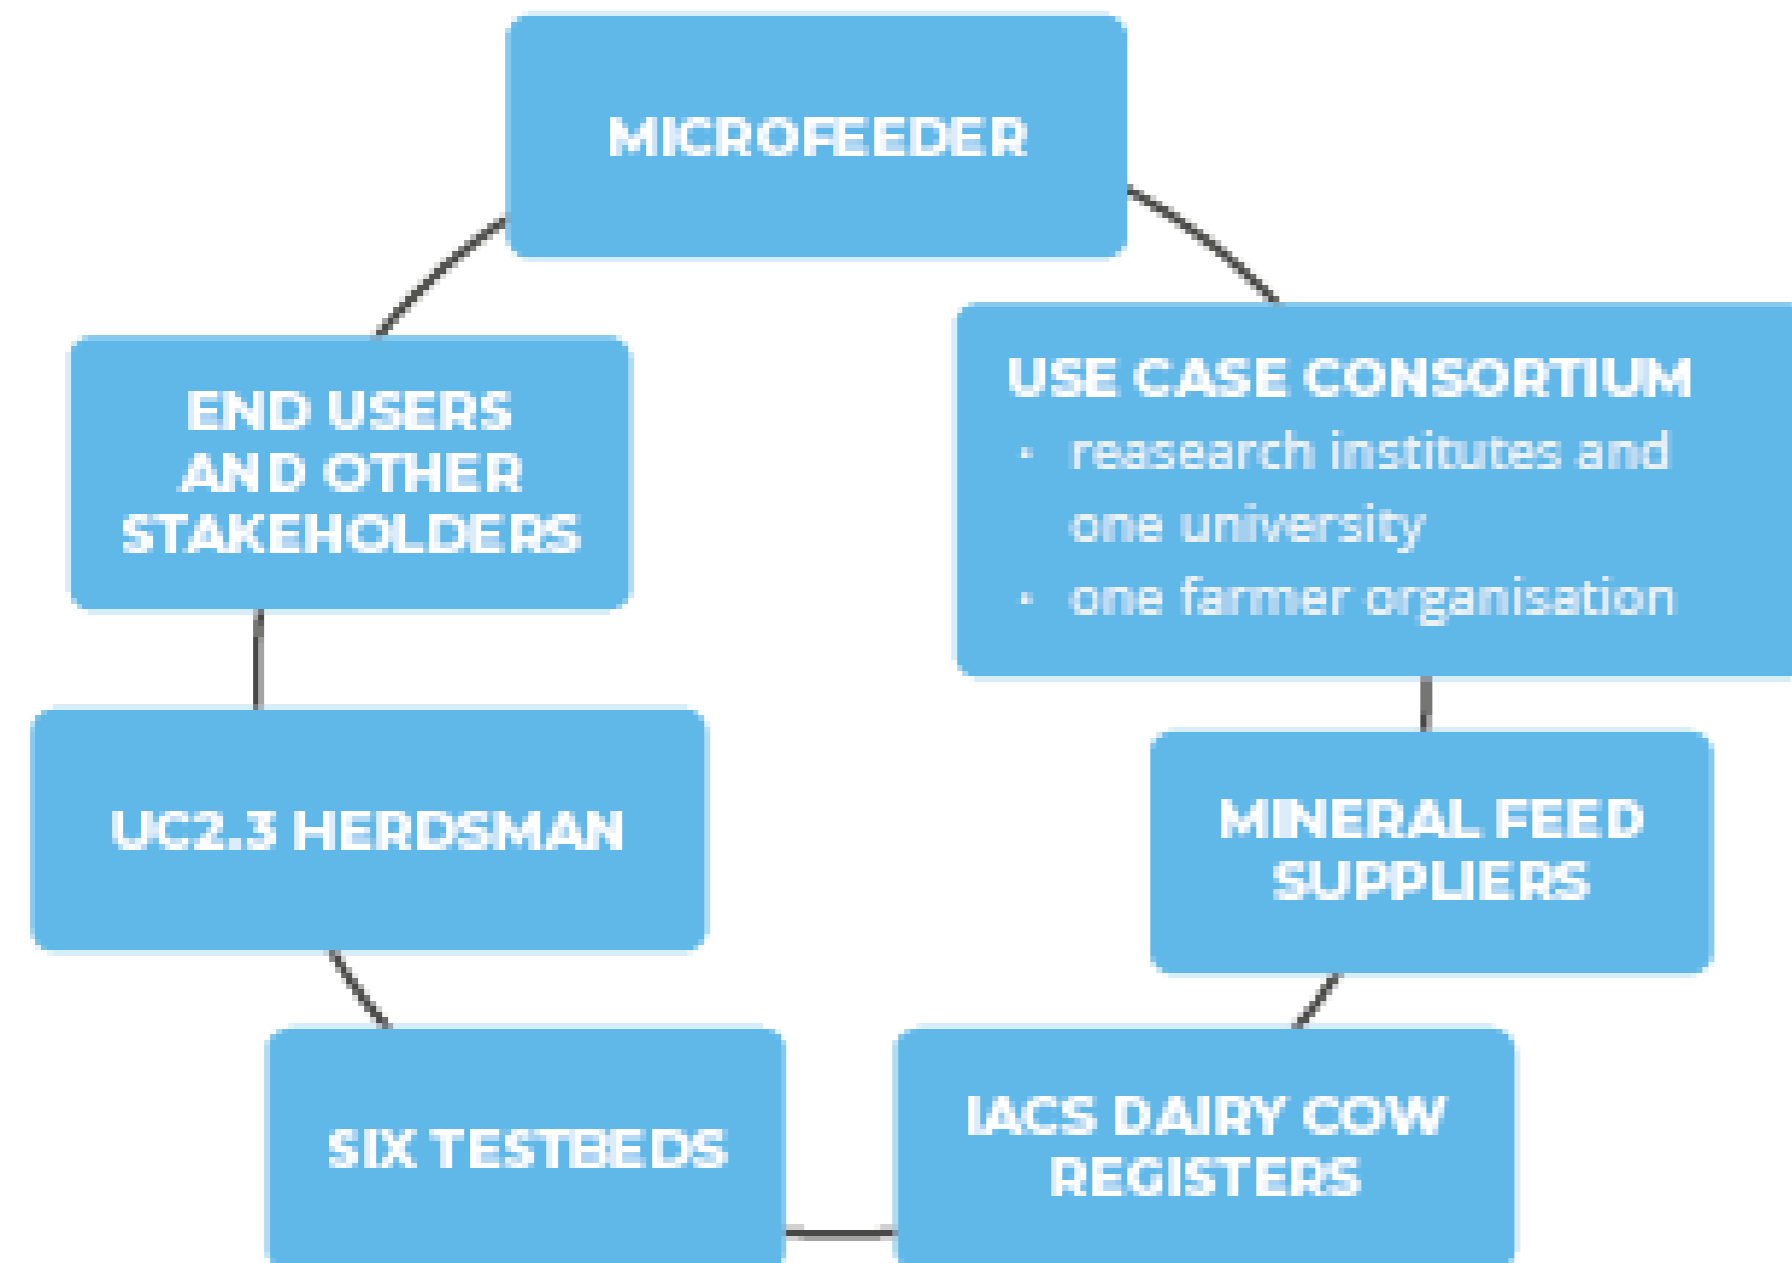 MICROFEEDER
END USERS
AND OTHER
STAKEHOLDERS
USE CASE CONSORTIUM
· reasearch institutes and
one university
· one farmer organisation
UC2.3 HERDSMAN
MINERAL FEED
SUPPLIERS
SIX TESTBEDS
IACS DAIRY COW
REGISTERS